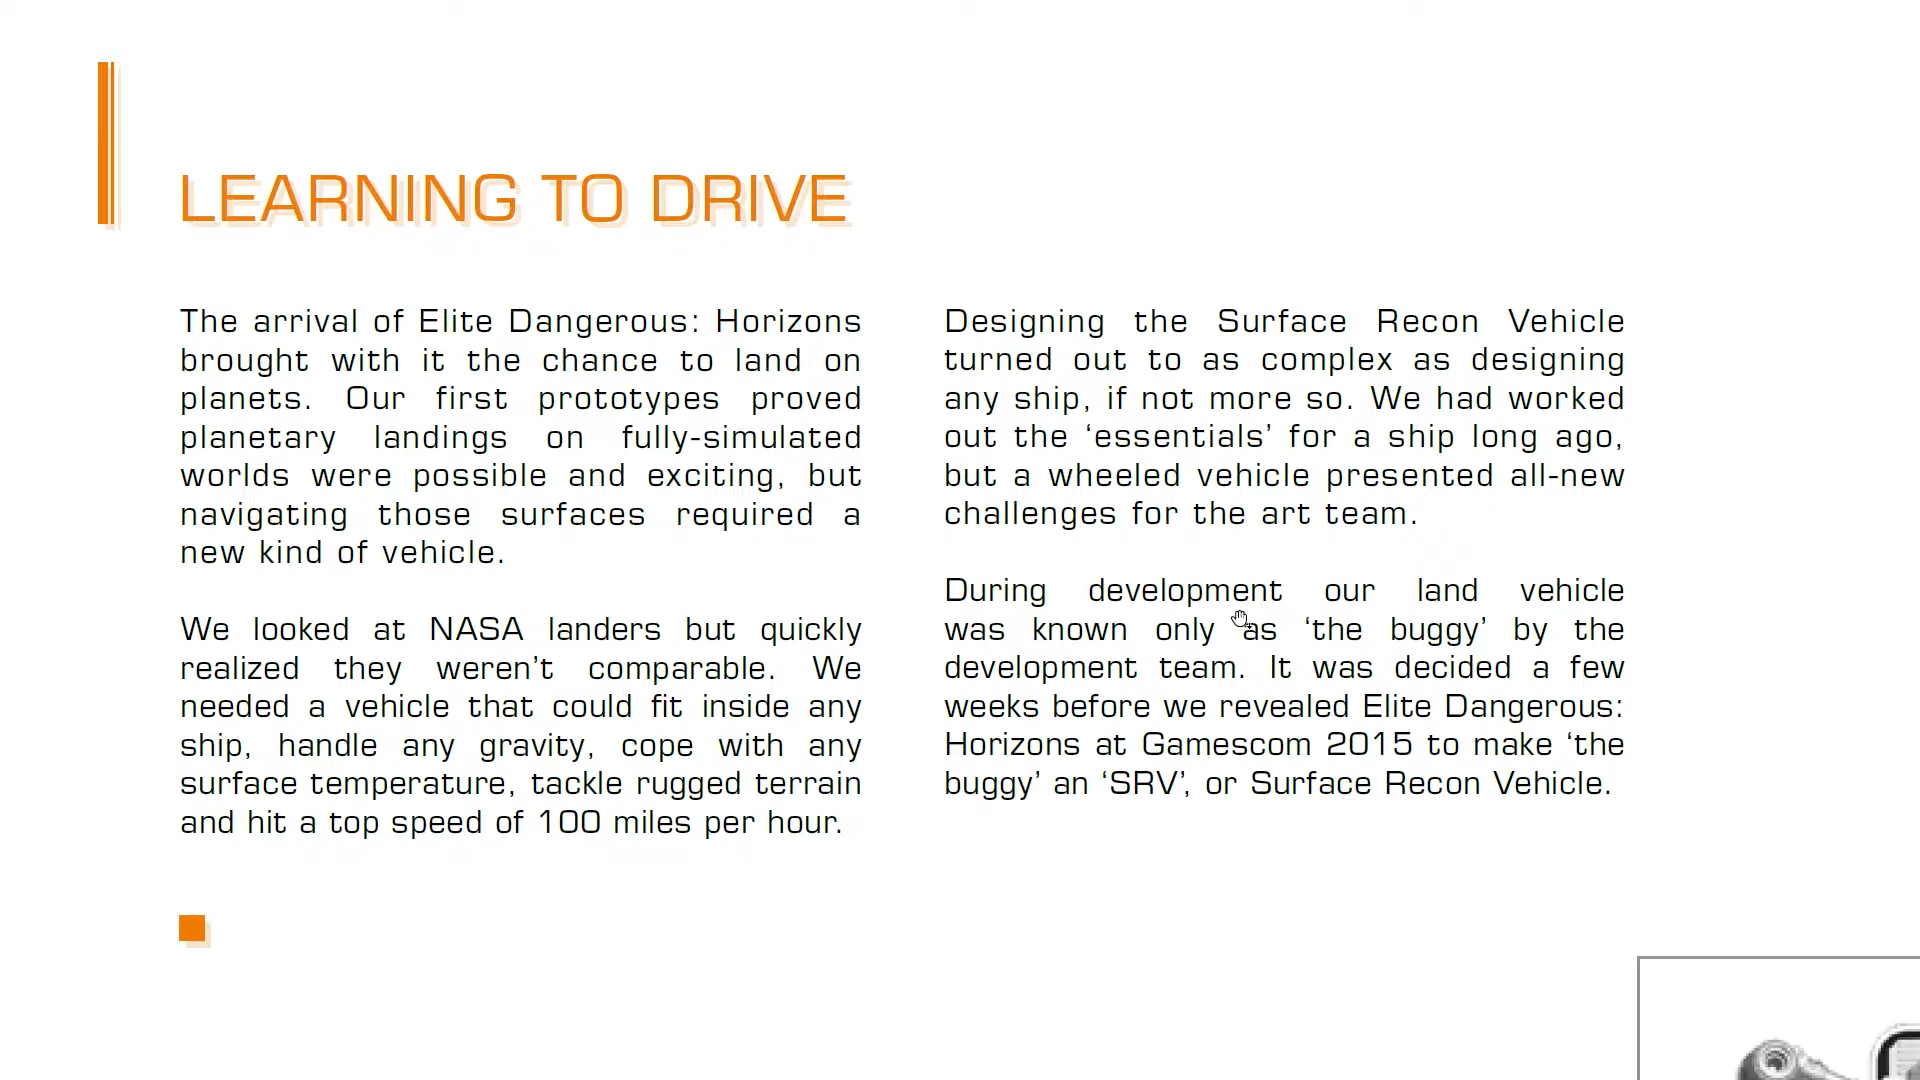 LEARNING TO DRIVE
The arrival of Elite Dangerous: Horizons
brought with it the chance to land on
planets. Our first prototypes proved
planetary landings on fully-simulated
worlds were possible and exciting, but
navigating those surfaces required a
new kind of vehicle.
We looked at NASA landers but quickly
realized they weren’t comparable. We
needed a vehicle that could fit inside any
ship, handle any gravity, cope with any
surface temperature, tackle rugged terrain
and hit a top speed of 100 miles per hour.
Designing the Surface Recon Vehicle
turned out to as complex as designing
any ship, if not more so. We had worked
out the ‘essentials’ for a ship long ago,
but a wheeled vehicle presented all-new
challenges for the art team.
During development our land vehicle
was known only as ‘the buggy’ by the
development team. It was decided a few
weeks before we revealed Elite Dangerous:
Horizons at Gamescom 2015 to make ‘the
buggy’ an ‘SRV’, or Surface Recon Vehicle.